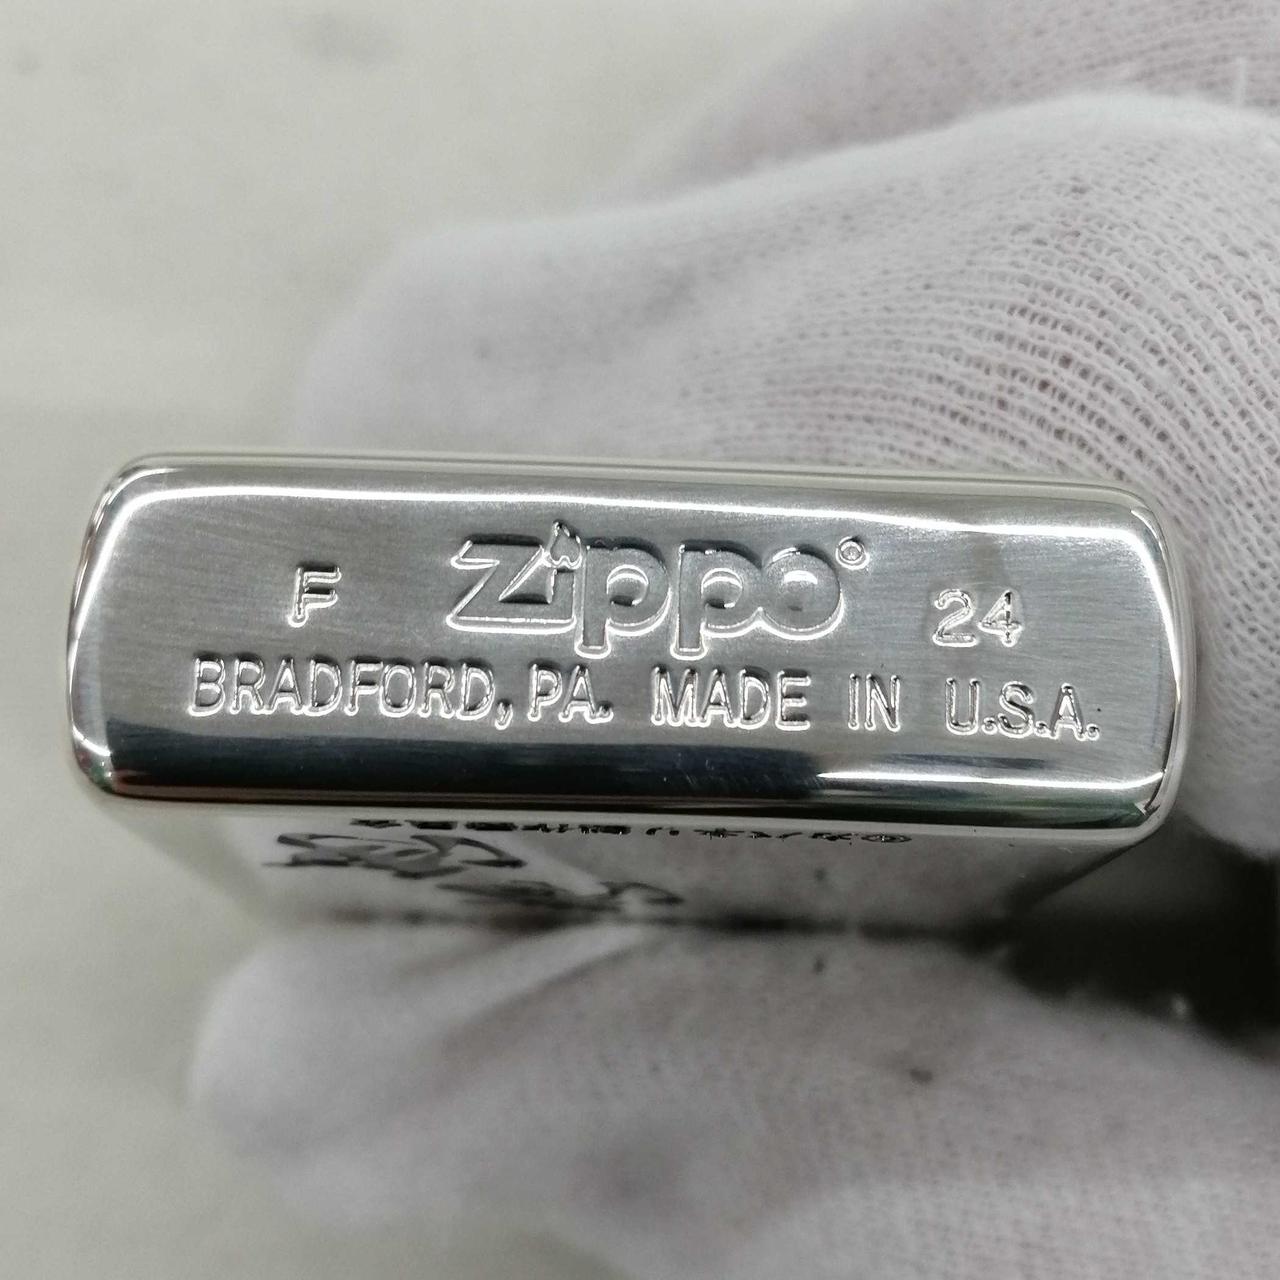 F zippo® 24
BRADFORD, PA. MADE IN U.S.A.